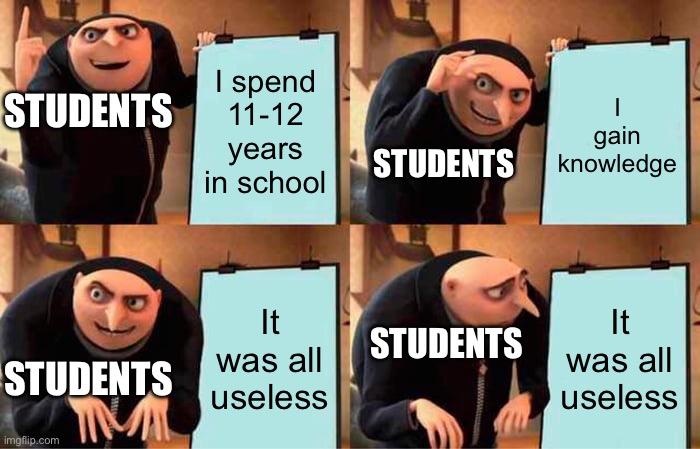 STUDENTS
I spend
11-12
years
in school
STUDENTS
I
gain
knowledge
STUDENTS
It
was all
useless
STUDENTS
It
was all
useless
imgflip.com